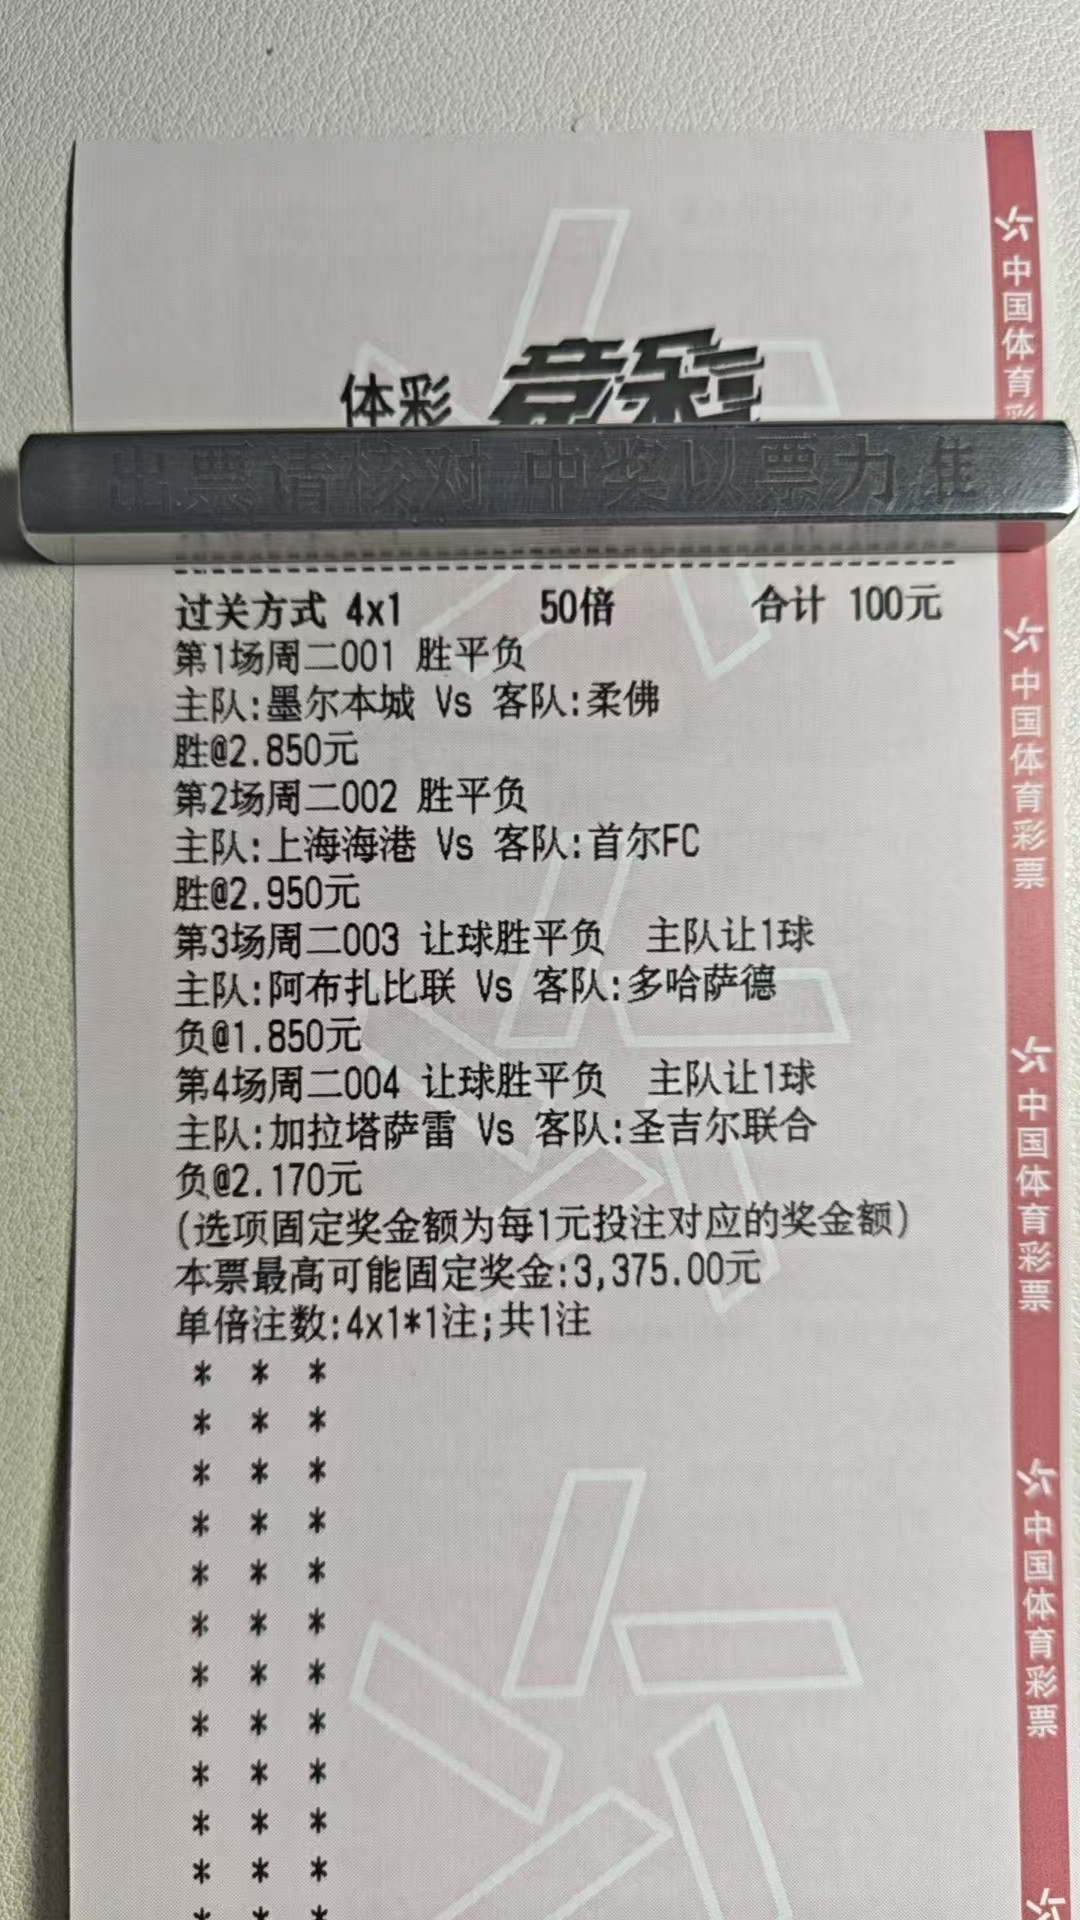 体彩 竞彩
出票请核对 中奖以票为准
过关方式 4x1 50倍 合计 100元
第1场周二001 胜平负
主队:墨尔本城 Vs 客队:柔佛
胜@2.850元
第2场周二002 胜平负
主队:上海海港 Vs 客队:首尔FC
胜@2.950元
第3场周二003 让球胜平负 主队让1球
主队:阿布扎比联 Vs 客队:多哈萨德
负@1.850元
第4场周二004 让球胜平负 主队让1球
主队:加拉塔萨雷 Vs 客队:圣吉尔联合
负@2.170元
(选项固定奖金额为每1元投注对应的奖金额)
本票最高可能固定奖金:3,375.00元
单倍注数:4x1*1注;共1注
* * *
* * *
* * *
* * *
* * *
* * *
* * *
* * *
* * *
* * *
* * *
* * *
中国体育彩
中国体育彩票
中国体育彩票
中国体育彩票